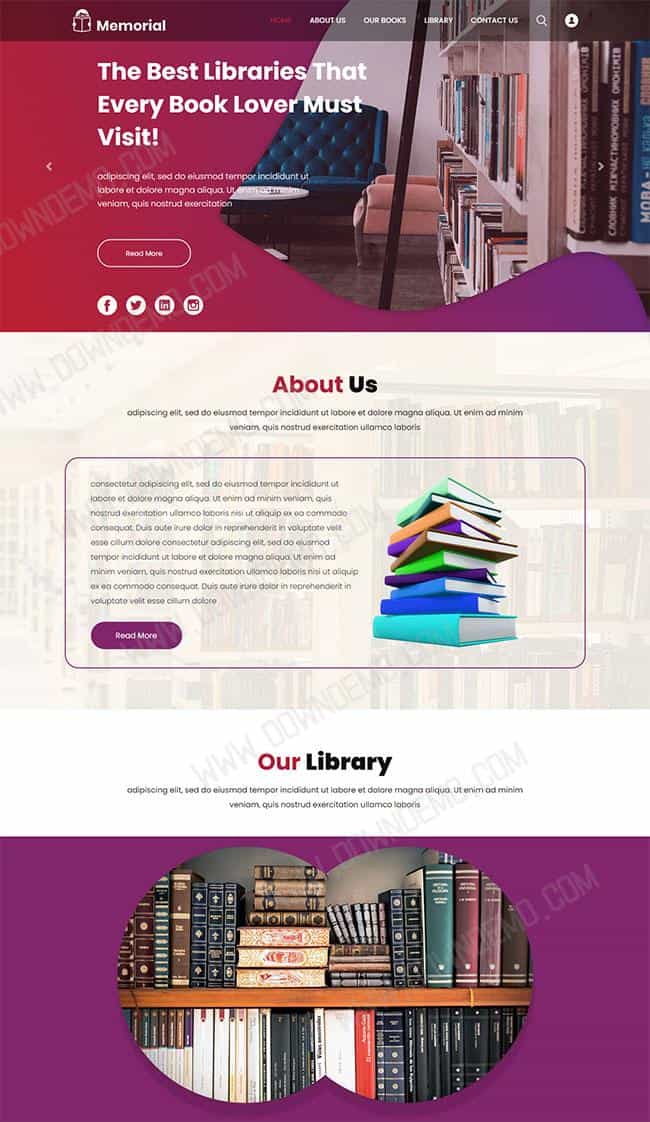 Memorial
HOME ABOUT US OUR BOOKS LIBRARY CONTACT US
The Best Libraries That
Every Book Lover Must
Visit!
adipiscing elit, sed do eiusmod tempor incididunt ut
labore et dolore magna aliqua. Ut enim ad minim
veniam, quis nostrud exercitation
Read More
About Us
adipiscing elit, sed do eiusmod tempor incididunt ut labore et dolore magna aliqua. Ut enim ad minim
veniam, quis nostrud exercitation ullamco laboris
consectetur adipiscing elit, sed do eiusmod tempor incididunt ut
labore et dolore magna aliqua. Ut enim ad minim veniam, quis
nostrud exercitation ullamco laboris nisi ut aliquip ex ea commodo
consequat. Duis aute irure dolor in reprehenderit in voluptate velit
esse cillum dolore consectetur adipiscing elit, sed do eiusmod
tempor incididunt ut labore et dolore magna aliqua. Ut enim ad
minim veniam, quis nostrud exercitation ullamco laboris nisi ut aliquip
ex ea commodo consequat. Duis aute irure dolor in reprehenderit in
voluptate velit esse cillum dolore
Read More
Our Library
adipiscing elit, sed do eiusmod tempor incididunt ut labore et dolore magna aliqua. Ut enim ad minim
veniam, quis nostrud exercitation ullamco laboris
WWW.DOWNDEMO.COM